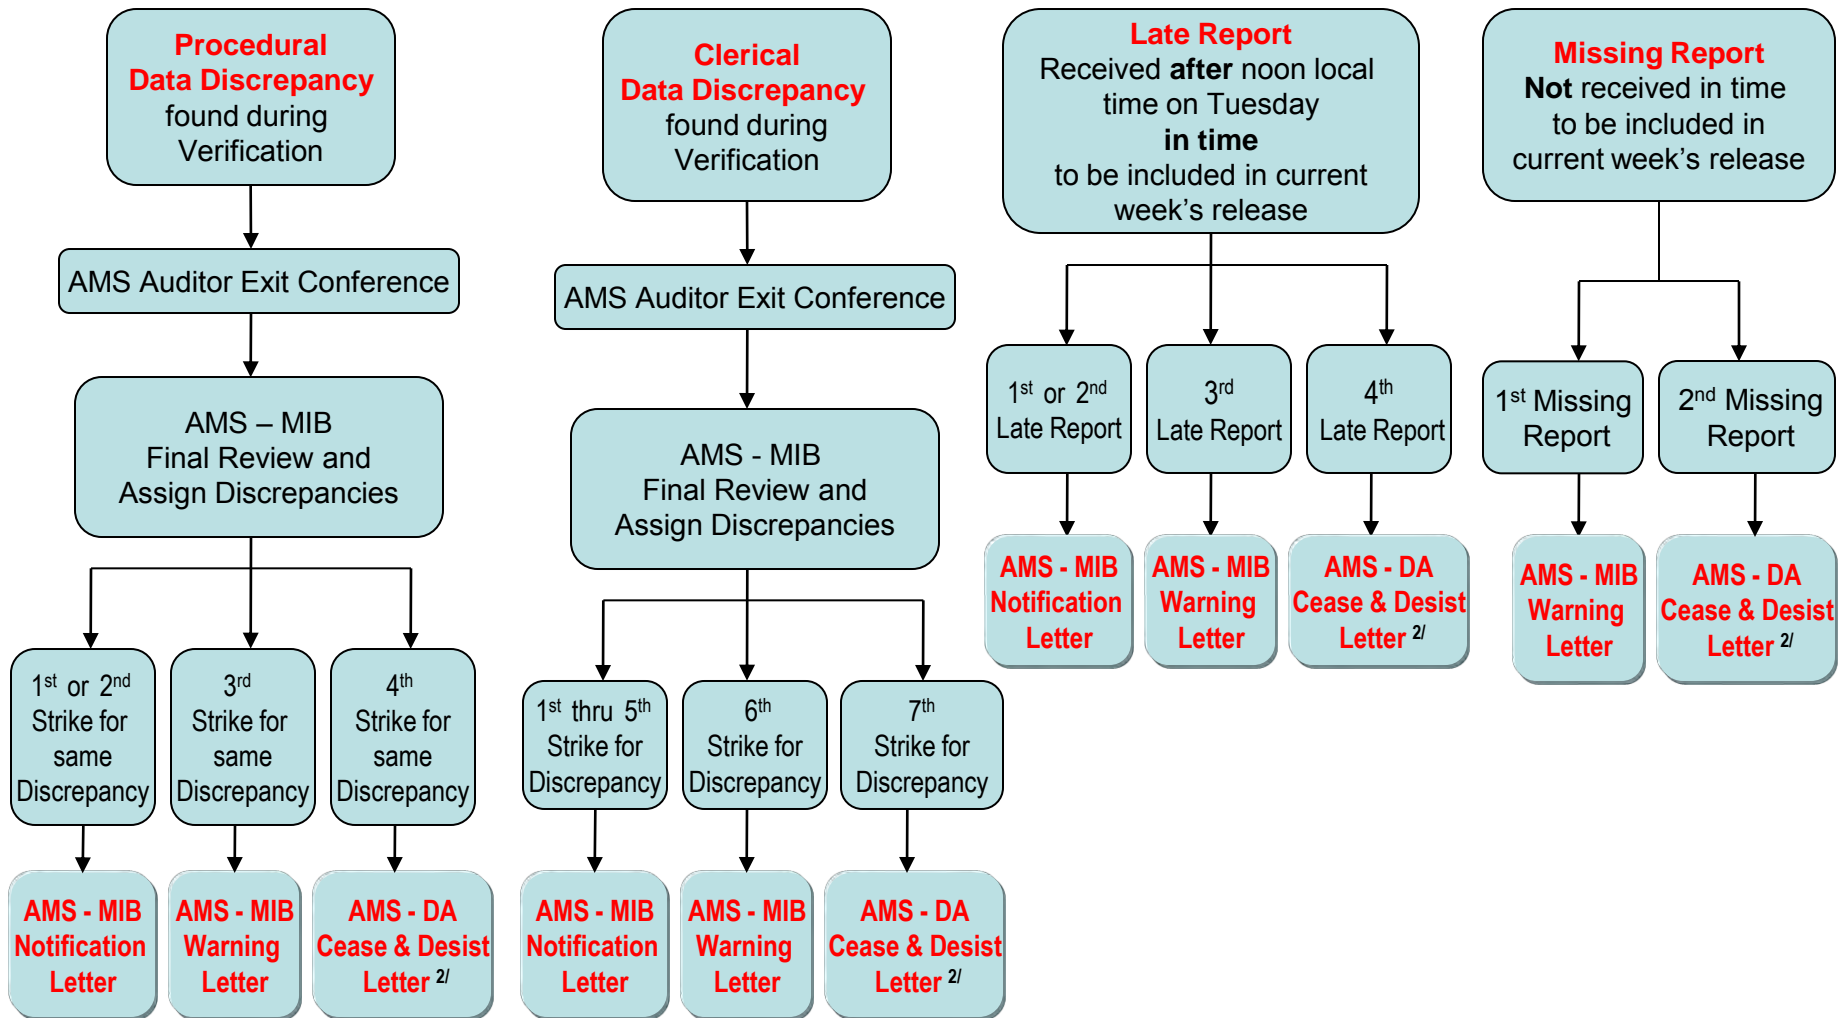 Procedural
Data Discrepancy
found during
Verification
AMS Auditor Exit Conference
AMS – MIB
Final Review and
Assign Discrepancies
1st or 2nd
Strike for
same
Discrepancy
3rd
Strike for
same
Discrepancy
4th
Strike for
same
Discrepancy
AMS - MIB
Notification
Letter
AMS - MIB
Warning
Letter
AMS - DA
Cease & Desist
Letter 2/
Clerical
Data Discrepancy
found during
Verification
AMS Auditor Exit Conference
AMS - MIB
Final Review and
Assign Discrepancies
1st thru 5th
Strike for
Discrepancy
6th
Strike for
Discrepancy
7th
Strike for
Discrepancy
AMS - MIB
Notification
Letter
AMS - MIB
Warning
Letter
AMS - DA
Cease & Desist
Letter 2/
Late Report
Received after noon local
time on Tuesday
in time
to be included in current
week’s release
1st or 2nd
Late Report
3rd
Late Report
4th
Late Report
AMS - MIB
Notification
Letter
AMS - MIB
Warning
Letter
AMS - DA
Cease & Desist
Letter 2/
Missing Report
Not received in time
to be included in
current week’s release
1st Missing
Report
2nd Missing
Report
AMS - MIB
Warning
Letter
AMS - DA
Cease & Desist
Letter 2/